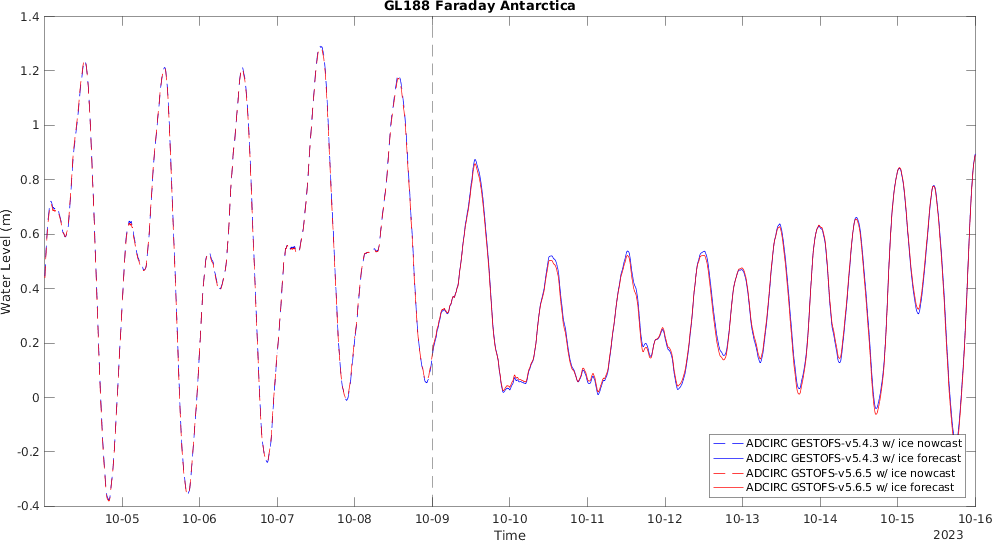 GL188 Faraday Antarctica
1.4
1.2
1
0.8
0.6
0.4
0.2
0
-0.2
-0.4
Water Level (m)
10-05 10-06 10-07 10-08 10-09 10-10 10-11 10-12 10-13 10-14 10-15 10-16
Time
2023
ADCIRC GESTOFS-v5.4.3 w/ ice nowcast
ADCIRC GESTOFS-v5.4.3 w/ ice forecast
ADCIRC GSTOFS-v5.6.5 w/ ice nowcast
ADCIRC GSTOFS-v5.6.5 w/ ice forecast